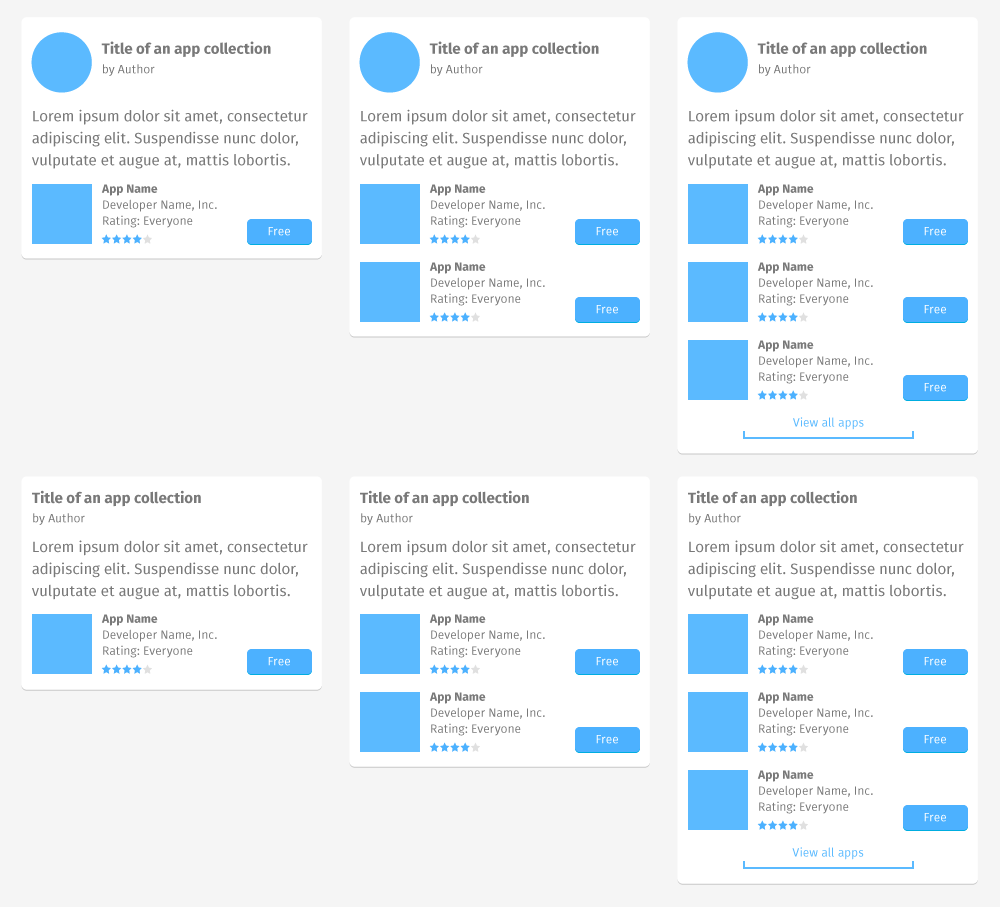 Title of an app collection
by Author
Lorem ipsum dolor sit amet, consectetur
adipiscing elit. Suspendisse nunc dolor,
vulputate et augue at, mattis lobortis.
App Name
Developer Name, Inc.
Rating: Everyone
Free
Title of an app collection
by Author
Lorem ipsum dolor sit amet, consectetur
adipiscing elit. Suspendisse nunc dolor,
vulputate et augue at, mattis lobortis.
App Name
Developer Name, Inc.
Rating: Everyone
Free
App Name
Developer Name, Inc.
Rating: Everyone
Free
Title of an app collection
by Author
Lorem ipsum dolor sit amet, consectetur
adipiscing elit. Suspendisse nunc dolor,
vulputate et augue at, mattis lobortis.
App Name
Developer Name, Inc.
Rating: Everyone
Free
App Name
Developer Name, Inc.
Rating: Everyone
Free
App Name
Developer Name, Inc.
Rating: Everyone
Free
View all apps
Title of an app collection
by Author
Lorem ipsum dolor sit amet, consectetur
adipiscing elit. Suspendisse nunc dolor,
vulputate et augue at, mattis lobortis.
App Name
Developer Name, Inc.
Rating: Everyone
Free
Title of an app collection
by Author
Lorem ipsum dolor sit amet, consectetur
adipiscing elit. Suspendisse nunc dolor,
vulputate et augue at, mattis lobortis.
App Name
Developer Name, Inc.
Rating: Everyone
Free
App Name
Developer Name, Inc.
Rating: Everyone
Free
Title of an app collection
by Author
Lorem ipsum dolor sit amet, consectetur
adipiscing elit. Suspendisse nunc dolor,
vulputate et augue at, mattis lobortis.
App Name
Developer Name, Inc.
Rating: Everyone
Free
App Name
Developer Name, Inc.
Rating: Everyone
Free
App Name
Developer Name, Inc.
Rating: Everyone
Free
View all apps